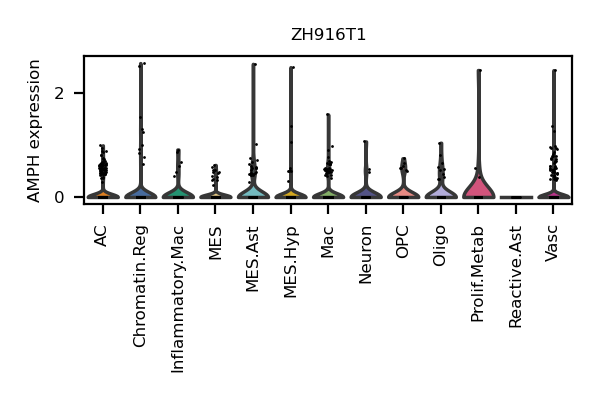 ZH916T1
AMPH expression
2
0
AC
Chromatin.Reg
Inflammatory.Mac
MES
MES.Ast
MES.Hyp
Mac
Neuron
OPC
Oligo
Prolif.Metab
Reactive.Ast
Vasc